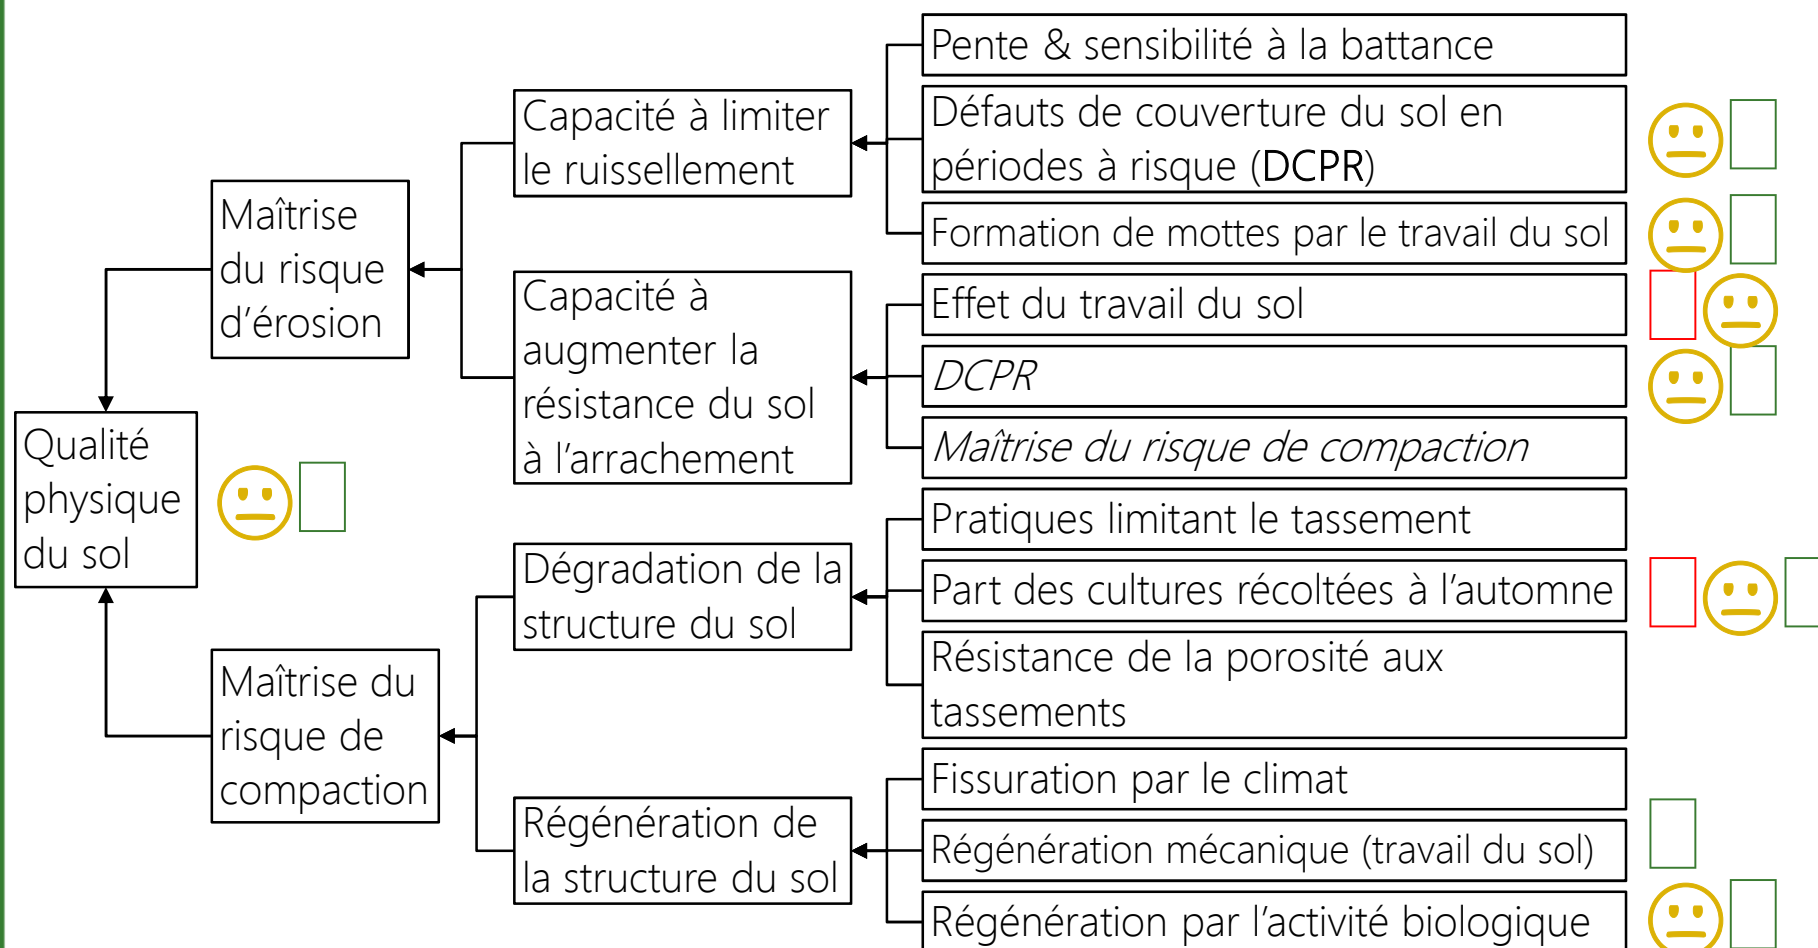 Pente & sensibilité à la battance
Défauts de couverture du sol en
périodes à risque (DCPR)
Formation de mottes par le travail du sol
Capacité à limiter
le ruissellement
Maîtrise
du risque
d’érosion
Effet du travail du sol
DCPR
Maîtrise du risque de compaction
Capacité à
augmenter la
résistance du sol
à l’arrachement
Qualité
physique
du sol
Pratiques limitant le tassement
Part des cultures récoltées à l’automne
Résistance de la porosité aux
tassements
Dégradation de la
structure du sol
Maîtrise du
risque de
compaction
Fissuration par le climat
Régénération mécanique (travail du sol)
Régénération par l’activité biologique
Régénération de
la structure du sol